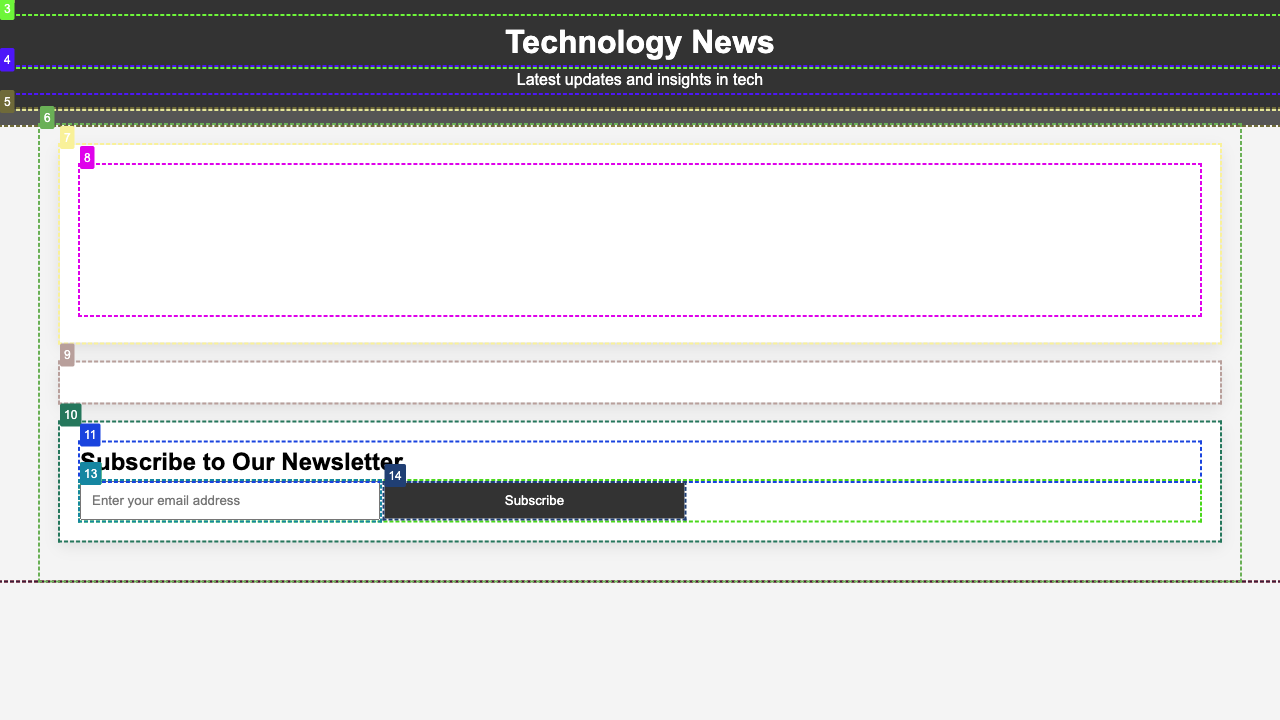 3
Technology News
4
Latest updates and insights in tech
5
6
7
8
9
10
11
Subscribe to Our Newsletter
13
14
Enter your email address
Subscribe